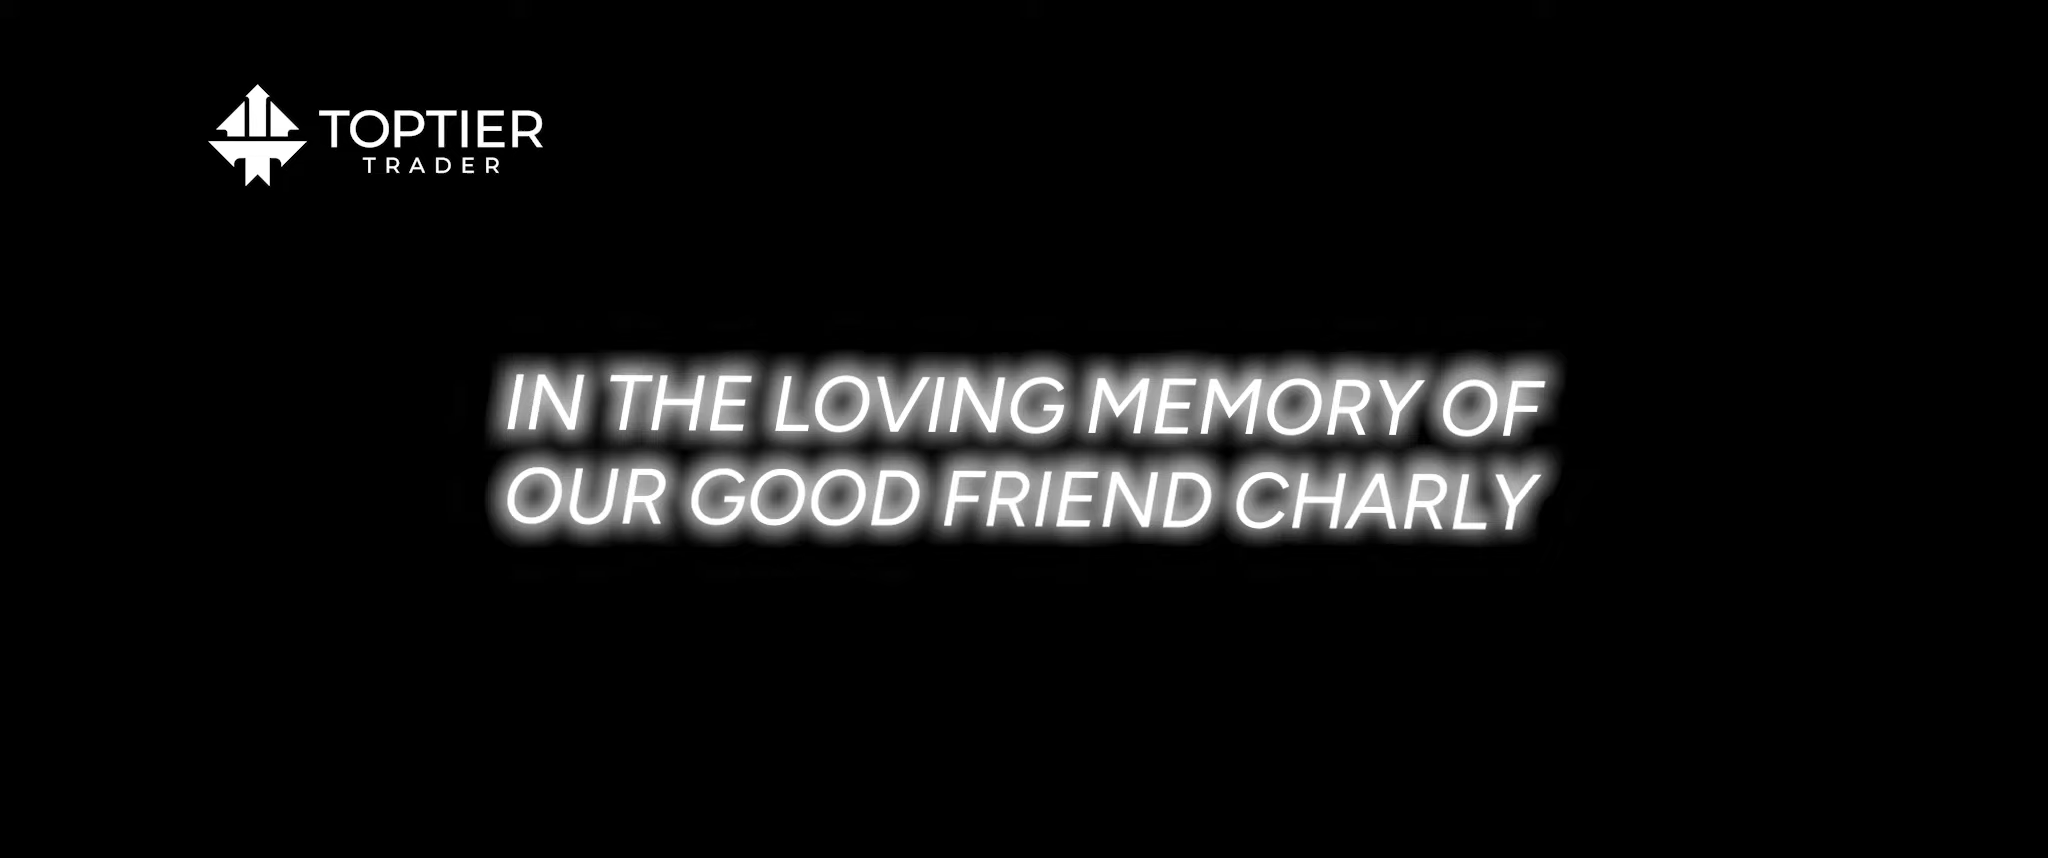 TOPTIER
TRADER
IN THE LOVING MEMORY OF
OUR GOOD FRIEND CHARLY